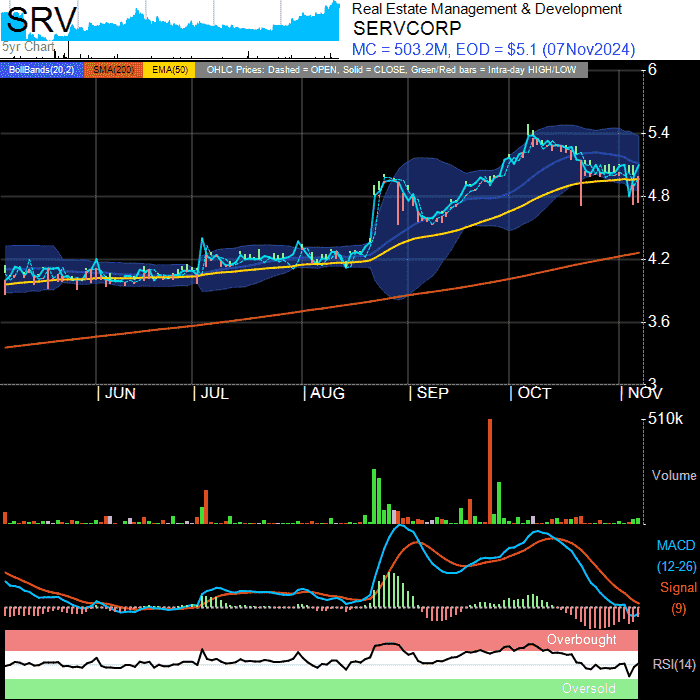 SRV
5yr Chart
Real Estate Management & Development
SERVCORP
MC = 503.2M, EOD = $5.1 (07Nov2024)
BollBands(20,2) SMA(200) EMA(50) OHLC Prices: Dashed = OPEN, Solid = CLOSE, Green/Red bars = Intra-day HIGH/LOW
6
5.4
4.8
4.2
3.6
3
JUN JUL AUG SEP OCT NOV
510k
Volume
MACD
(12-26)
Signal
(9)
Overbought
RSI(14)
Oversold